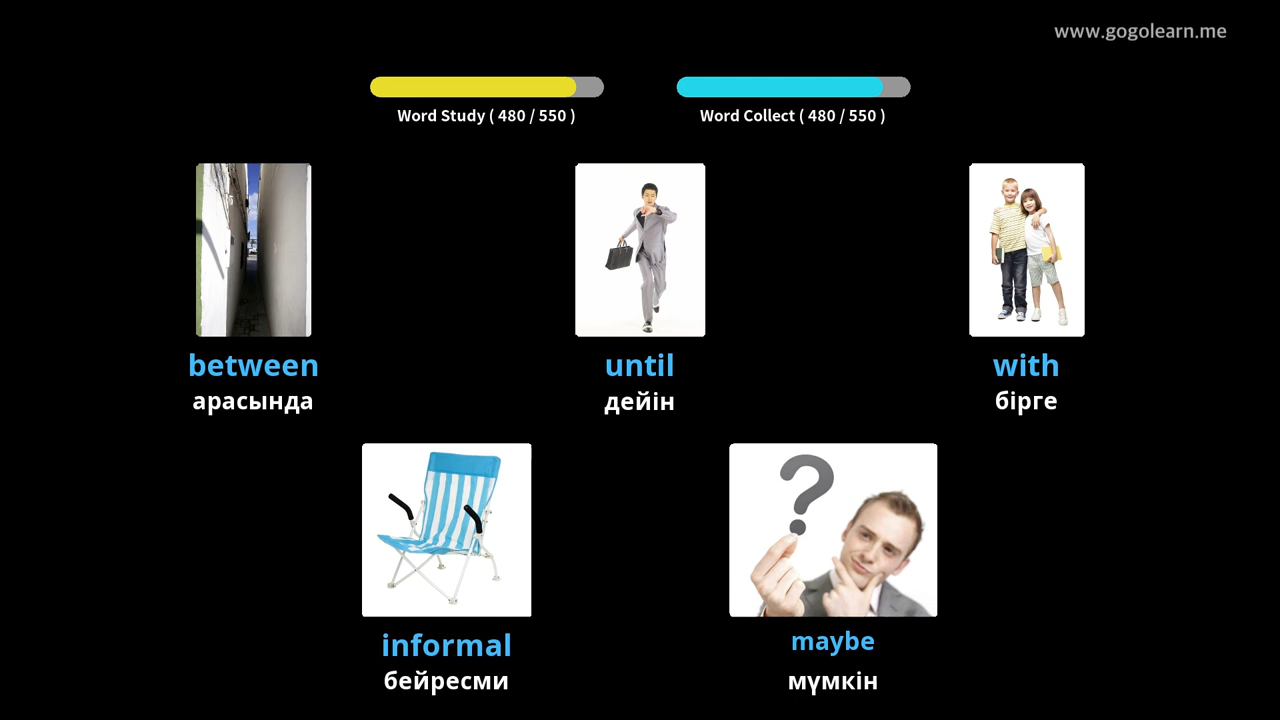 www.gogolearn.me
Word Study ( 480 / 550 )
Word Collect ( 480 / 550 )
between
арасында
until
дейін
with
бірге
informal
бейресми
maybe
мүмкін